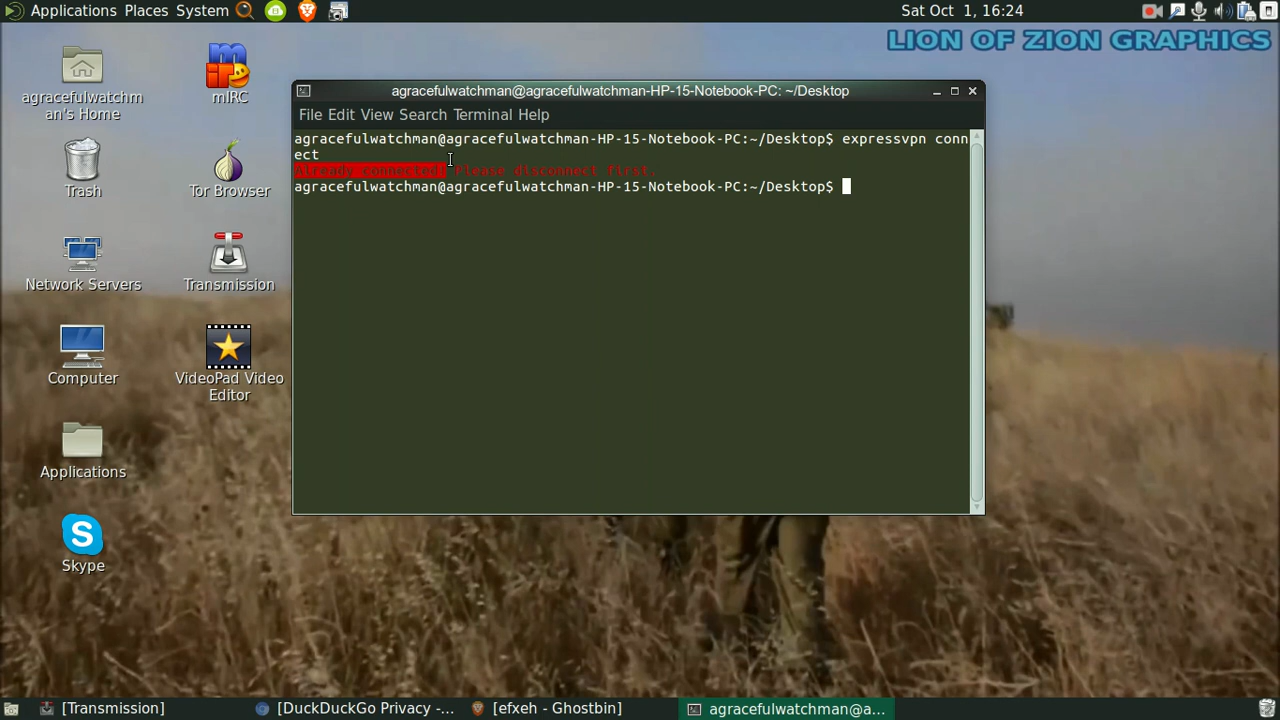 Applications Places System
Sat Oct 1, 16:24
LION OF ZION GRAPHICS
agracefulwatchm
an's Home
mIRC
Trash
Tor Browser
Network Servers
Transmission
Computer
VideoPad Video
Editor
Applications
Skype
agracefulwatchman@agracefulwatchman-HP-15-Notebook-PC: ~/Desktop
File Edit View Search Terminal Help
agracefulwatchman@agracefulwatchman-HP-15-Notebook-PC:~/Desktop$ expressvpn conn
ect
Already connected! Please disconnect first.
agracefulwatchman@agracefulwatchman-HP-15-Notebook-PC:~/Desktop$
[Transmission]
[DuckDuckGo Privacy -...
[efxeh - Ghostbin]
agracefulwatchman@a...